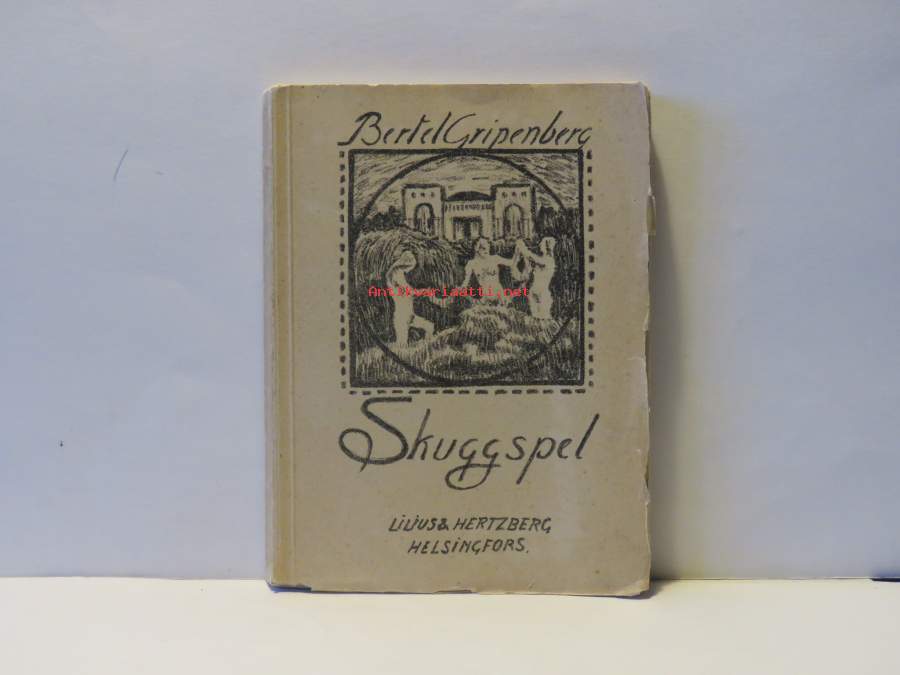 Bertel Gripenberg
Antikvariaatti.net
Skuggspel
LILJUS & HERTZBERG
HELSINGFORS.